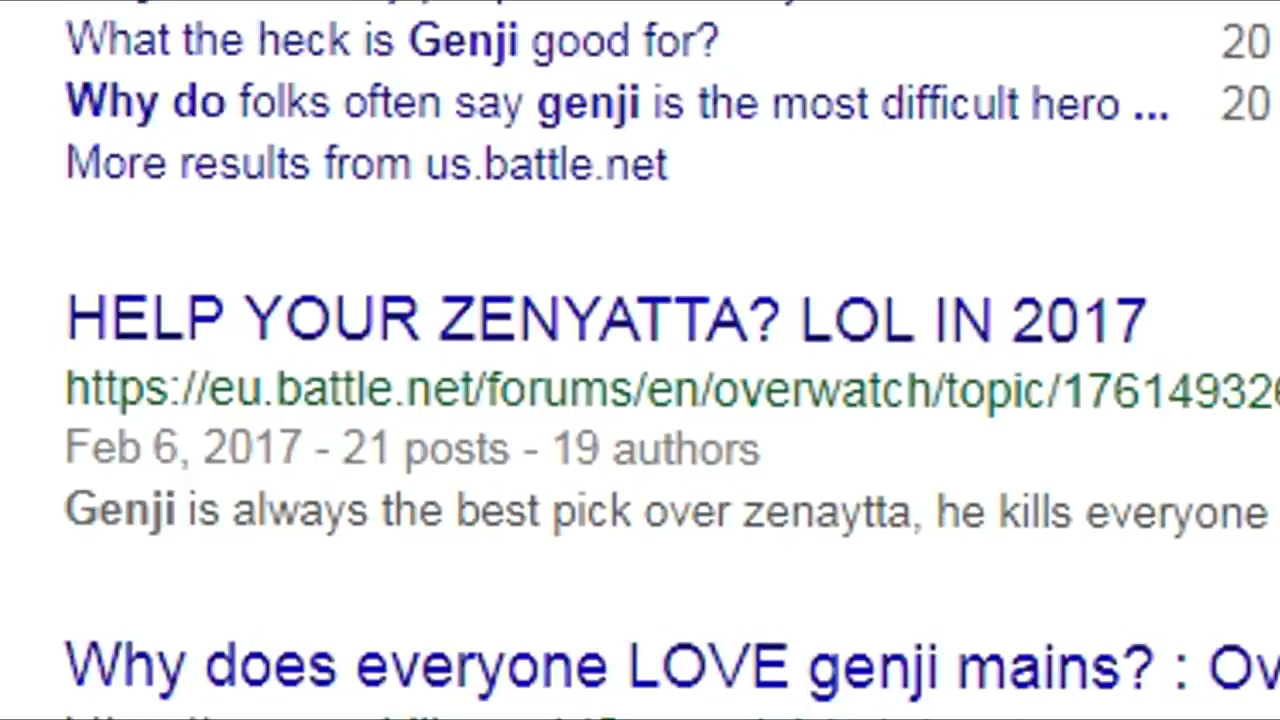 What the heck is Genji good for? 20
Why do folks often say genji is the most difficult hero ... 20
More results from us.battle.net
HELP YOUR ZENYATTA? LOL IN 2017
https://eu.battle.net/forums/en/overwatch/topic/176149326
Feb 6, 2017 - 21 posts - 19 authors
Genji is always the best pick over zenaytta, he kills everyone
Why does everyone LOVE genji mains? : Ov